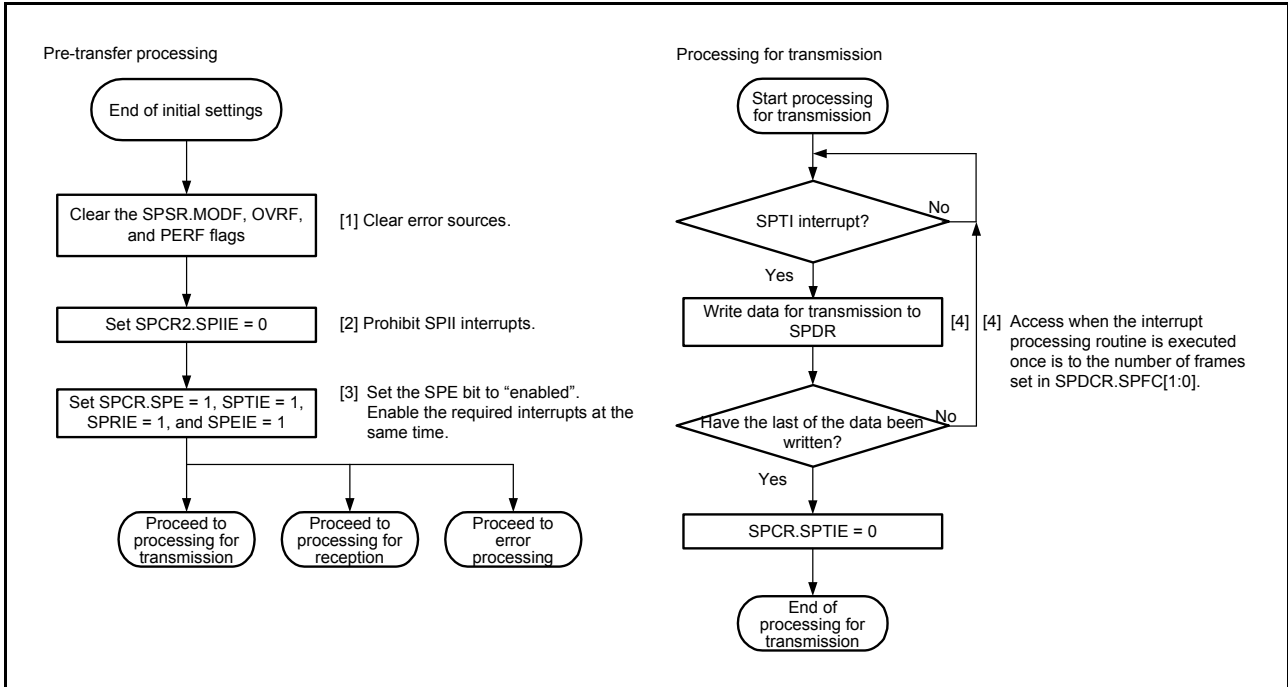 Pre-transfer processing
End of initial settings
Clear the SPSR.MODF, OVRF,
and PERF flags
[1] Clear error sources.
Set SPCR2.SPIIE = 0
[2] Prohibit SPII interrupts.
Set SPCR.SPE = 1, SPTIE = 1,
SPRIE = 1, and SPEIE = 1
[3] Set the SPE bit to “enabled”.
Enable the required interrupts at the
same time.
Proceed to
processing for
transmission
Proceed to
processing for
reception
Proceed to
error
processing
Processing for transmission
Start processing
for transmission
SPTI interrupt?
No
Yes
Write data for transmission to
SPDR
[4]
[4] Access when the interrupt
processing routine is executed
once is to the number of frames
set in SPDCR.SPFC[1:0].
Have the last of the data been
written?
No
Yes
SPCR.SPTIE = 0
End of
processing for
transmission